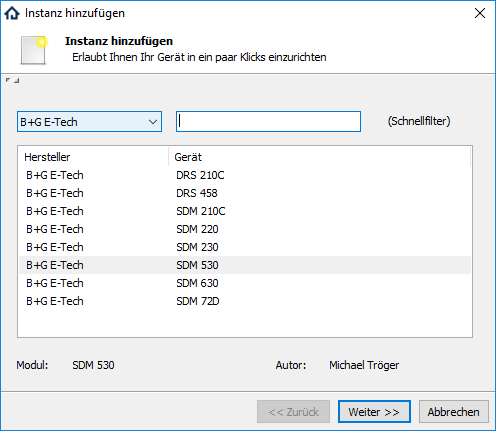 Instanz hinzufügen
Instanz hinzufügen
Erlaubt Ihnen Ihr Gerät in ein paar Klicks einzurichten
B+G E-Tech (Schnellfilter)
Hersteller Gerät
B+G E-Tech DRS 210C
B+G E-Tech DRS 458
B+G E-Tech SDM 210C
B+G E-Tech SDM 220
B+G E-Tech SDM 230
B+G E-Tech SDM 530
B+G E-Tech SDM 630
B+G E-Tech SDM 72D
Modul: SDM 530 Autor: Michael Tröger
<< Zurück Weiter >> Abbrechen